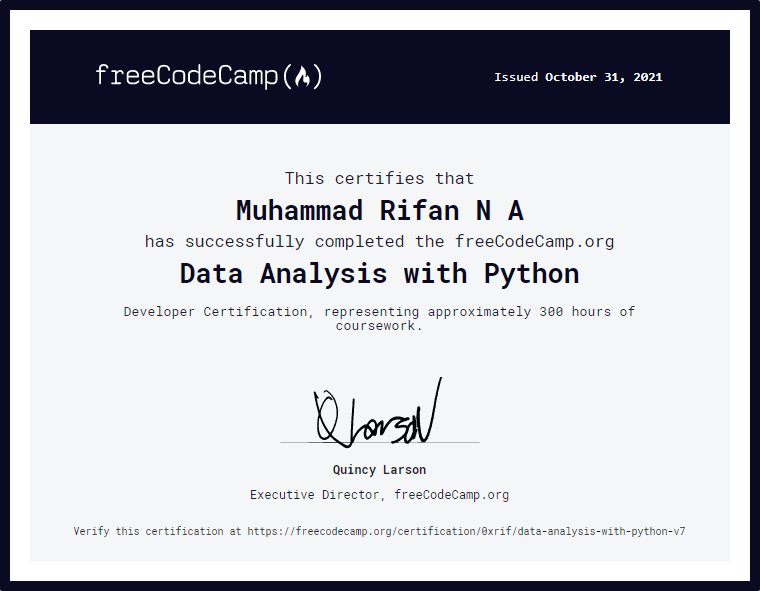 freeCodeCamp(🔥)
Issued October 31, 2021
This certifies that
Muhammad Rifan N A
has successfully completed the freeCodeCamp.org
Data Analysis with Python
Developer Certification, representing approximately 300 hours of
coursework.
Q Larson
Quincy Larson
Executive Director, freeCodeCamp.org
Verify this certification at https://freecodecamp.org/certification/0xrif/data-analysis-with-python-v7